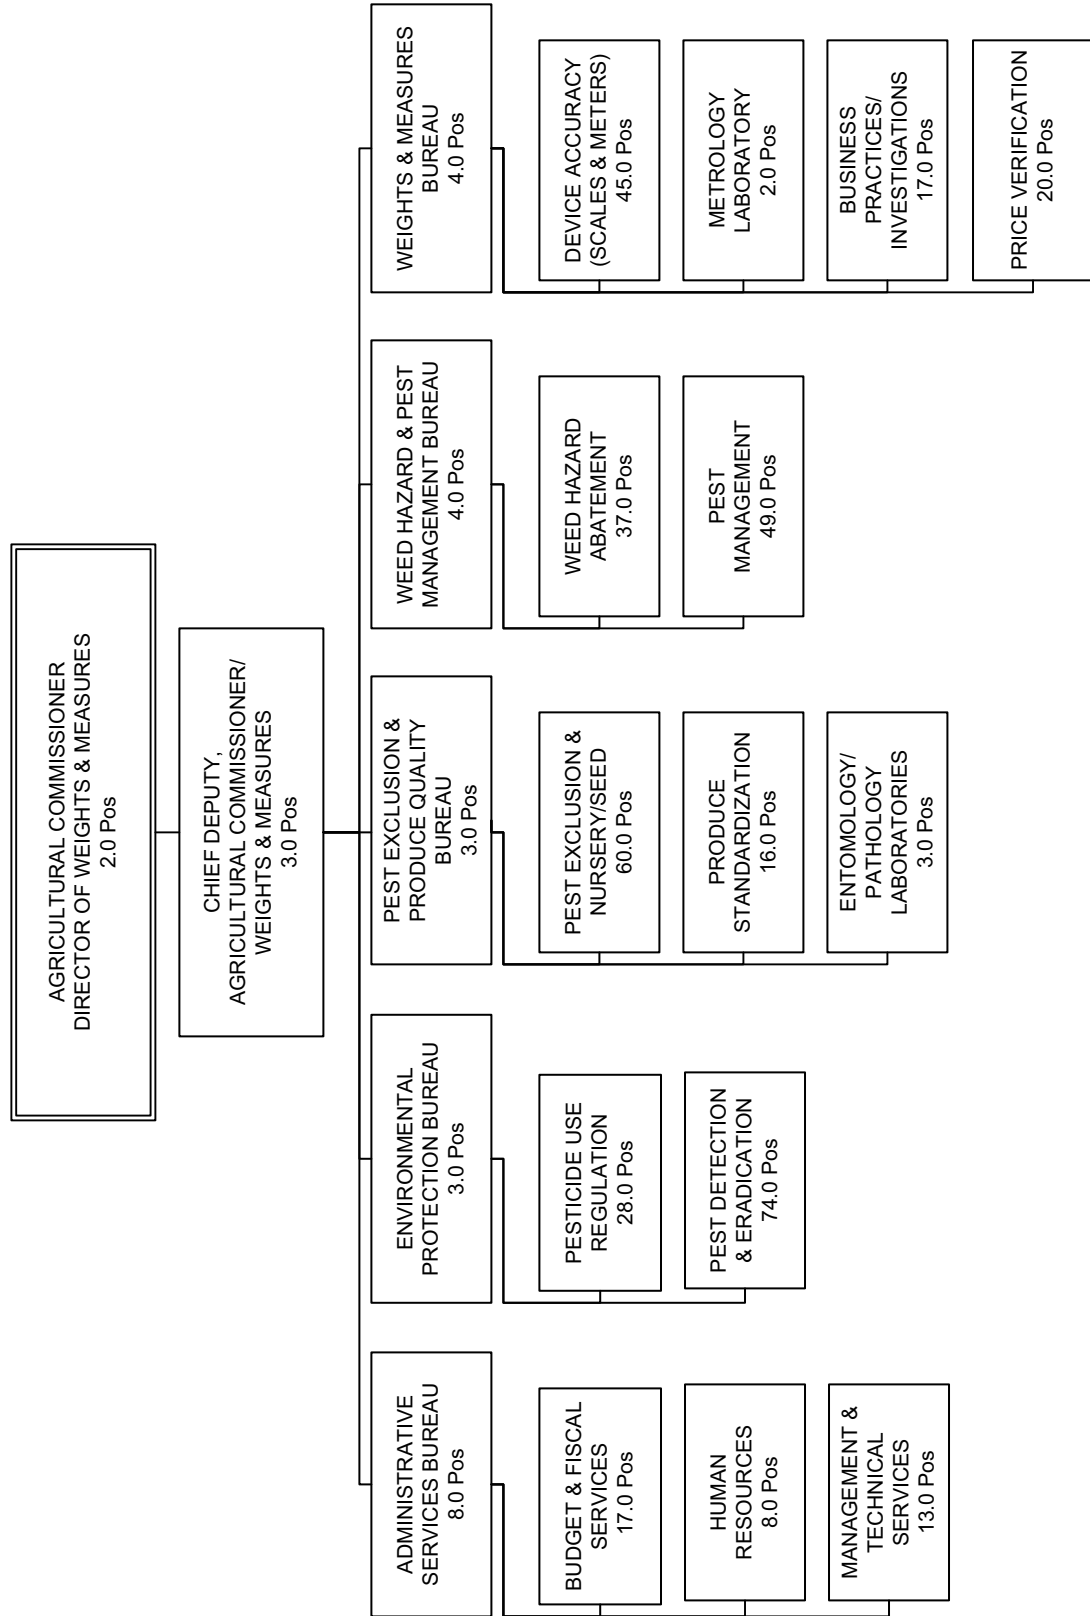 AGRICULTURAL COMMISSIONER
DIRECTOR OF WEIGHTS & MEASURES
2.0 Pos
CHIEF DEPUTY,
AGRICULTURAL COMMISSIONER/
WEIGHTS & MEASURES
3.0 Pos
ADMINISTRATIVE
SERVICES BUREAU
8.0 Pos
BUDGET & FISCAL
SERVICES
17.0 Pos
HUMAN
RESOURCES
8.0 Pos
MANAGEMENT &
TECHNICAL
SERVICES
13.0 Pos
ENVIRONMENTAL
PROTECTION BUREAU
3.0 Pos
PESTICIDE USE
REGULATION
28.0 Pos
PEST DETECTION
& ERADICATION
74.0 Pos
PEST EXCLUSION &
PRODUCE QUALITY
BUREAU
3.0 Pos
PEST EXCLUSION &
NURSERY/SEED
60.0 Pos
PRODUCE
STANDARDIZATION
16.0 Pos
ENTOMOLOGY/
PATHOLOGY
LABORATORIES
3.0 Pos
WEED HAZARD & PEST
MANAGEMENT BUREAU
4.0 Pos
WEED HAZARD
ABATEMENT
37.0 Pos
PEST
MANAGEMENT
49.0 Pos
WEIGHTS & MEASURES
BUREAU
4.0 Pos
DEVICE ACCURACY
(SCALES & METERS)
45.0 Pos
METROLOGY
LABORATORY
2.0 Pos
BUSINESS
PRACTICES/
INVESTIGATIONS
17.0 Pos
PRICE VERIFICATION
20.0 Pos